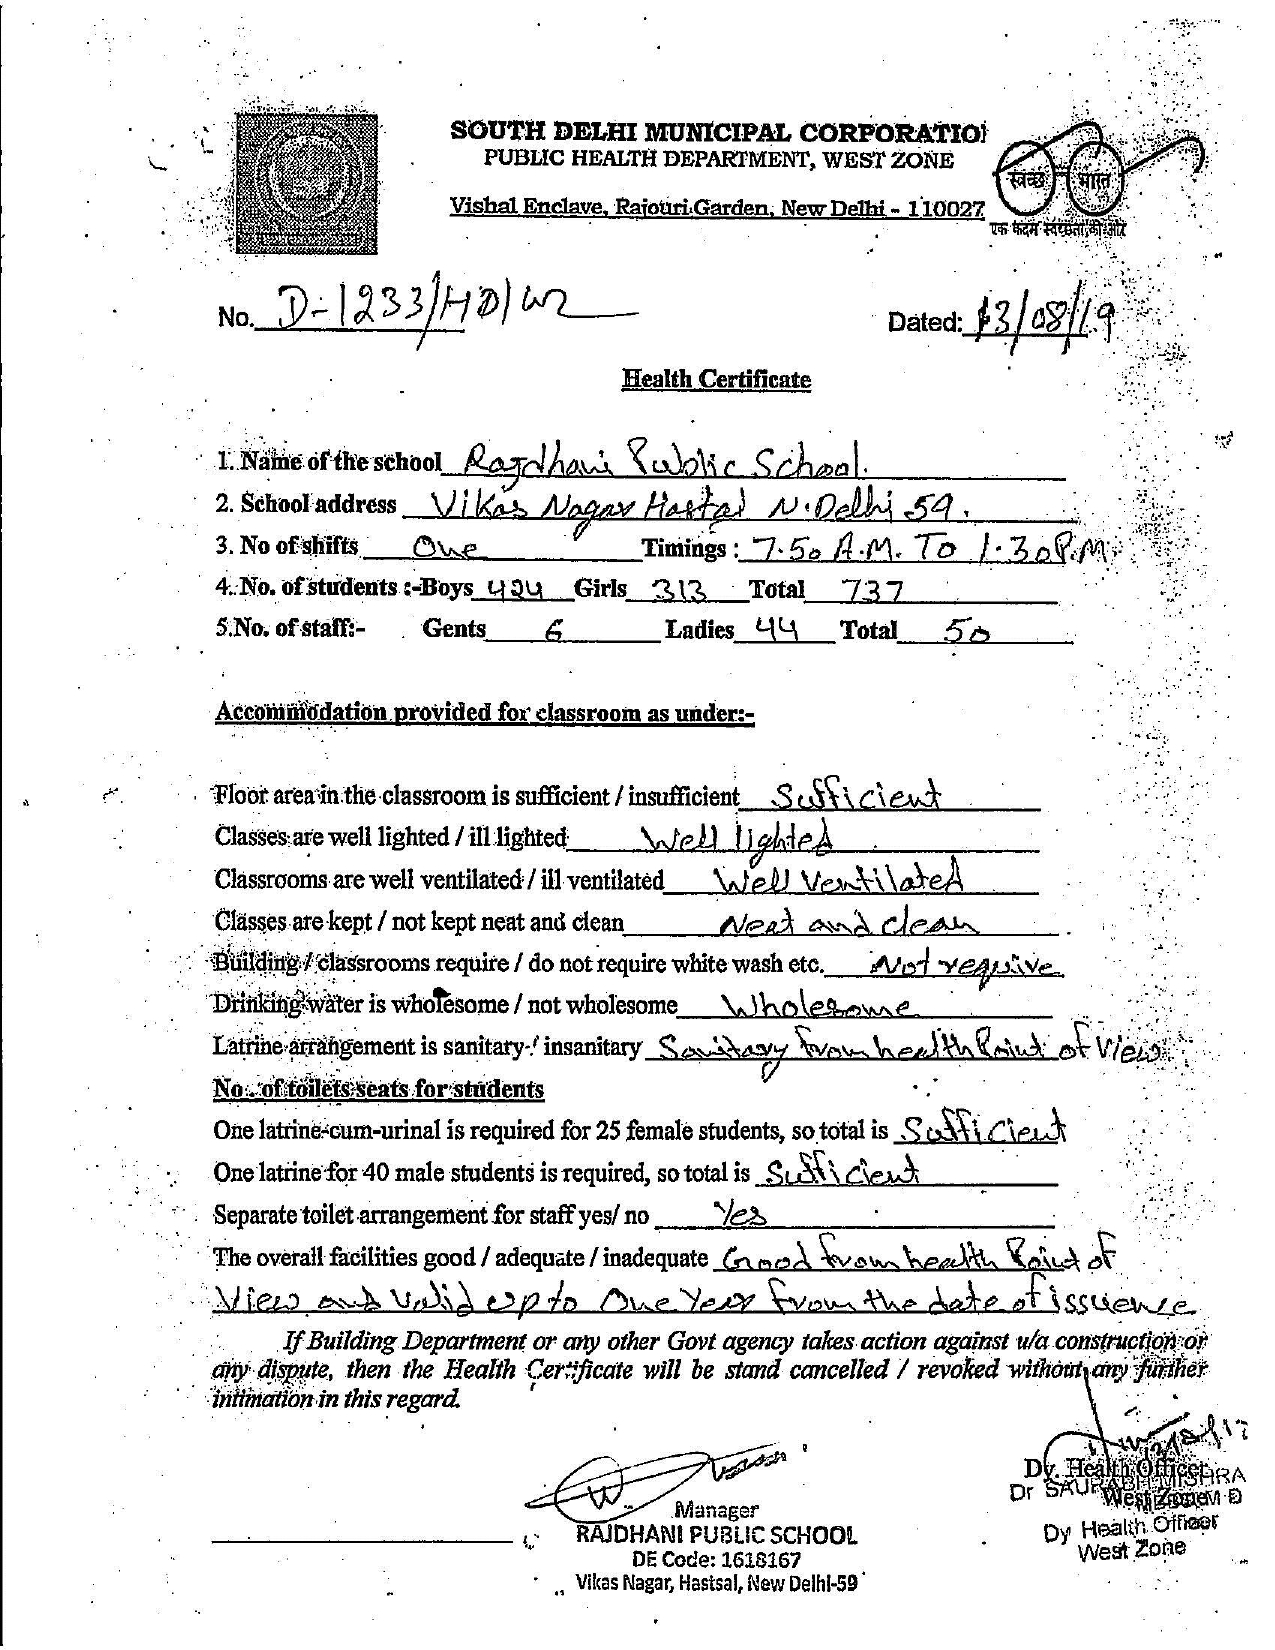 SOUTH DELHI MUNICIPAL CORPORATIO
PUBLIC HEALTH DEPARTMENT, WEST ZONE
Vishal Enclave, Rajouri Garden, New Delhi - 110027
स्वच्छ भारत
एक कदम स्वच्छता की ओर
No. D-1233/HD/WZ
Dated: 13/08/19
Health Certificate
1. Name of the school Rajdhani Public School.
2. School address Vikas Nagar Hastal N. Delhi 59.
3. No of shifts One Timings : 7.50 A.M. To 1.30 P.M.
4. No. of students :-Boys 424 Girls 313 Total 737
5.No. of staff:- Gents 6 Ladies 44 Total 50
Accommodation provided for classroom as under:-
Floor area in the classroom is sufficient / insufficient Sufficient
Classes are well lighted / ill lighted Well lighted
Classrooms are well ventilated / ill ventilated Well Ventilated
Classes are kept / not kept neat and clean Neat and clean
Building / classrooms require / do not require white wash etc. Not require
Drinking water is wholesome / not wholesome Wholesome
Latrine arrangement is sanitary / insanitary Sanitary from health Point of View
No. of toilets seats for students
One latrine-cum-urinal is required for 25 female students, so total is Sufficient
One latrine for 40 male students is required, so total is Sufficient
Separate toilet arrangement for staff yes/ no Yes
The overall facilities good / adequate / inadequate Good from health Point of
View and Valid up to One Year from the date of issuence
If Building Department or any other Govt agency takes action against u/a construction or
any dispute, then the Health Certificate will be stand cancelled / revoked without any further
intimation in this regard.
Manager
RAJDHANI PUBLIC SCHOOL
DE Code: 1618167
Vikas Nagar, Hastsal, New Delhi-59
Dy. Health Officer
West Zone
Dr SAURABH MISHRA
Dy Health Officer
West Zone